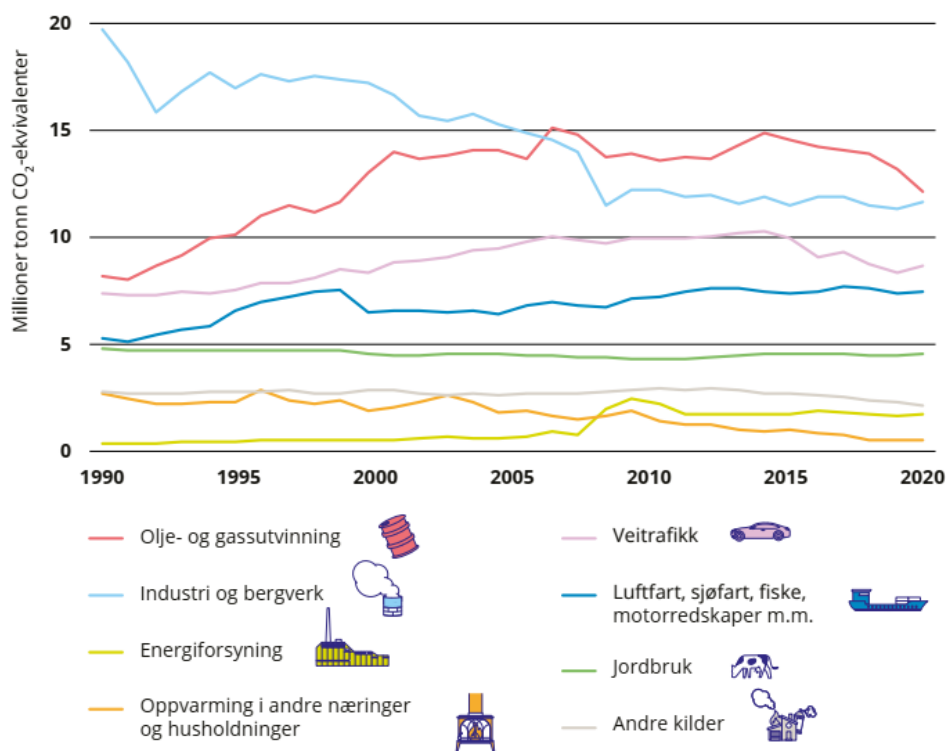 Millioner tonn CO₂-ekvivalenter
20
15
10
5
0
1990 1995 2000 2005 2010 2015 2020
Olje- og gassutvinning
Industri og bergverk
Energiforsyning
Oppvarming i andre næringer
og husholdninger
Veitrafikk
Luftfart, sjøfart, fiske,
motorredskaper m.m.
Jordbruk
Andre kilder